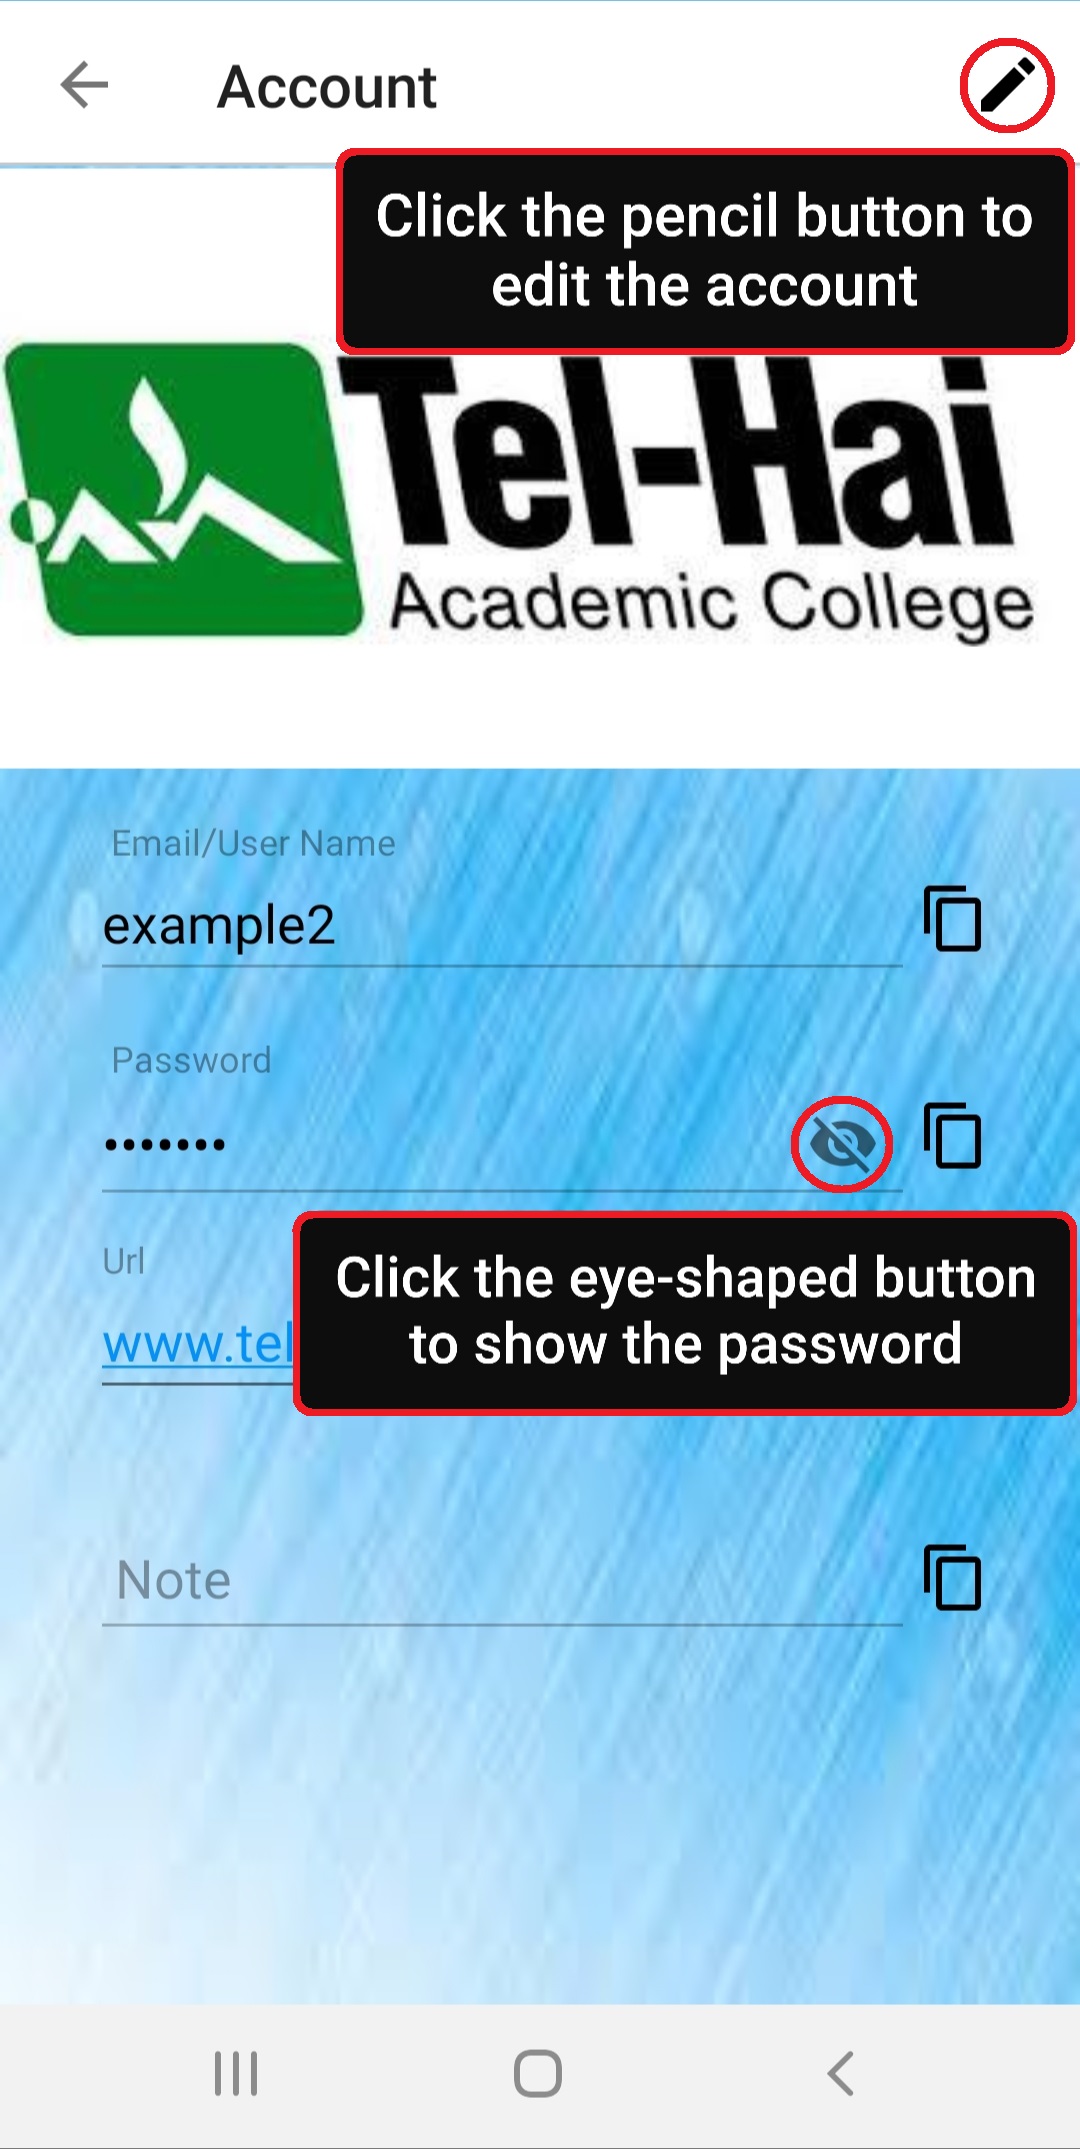 Account
Click the pencil button to
edit the account
Tel-Hai
Academic College
Email/User Name
example2
Password
•••••••
Url
www.tel
Click the eye-shaped button
to show the password
Note